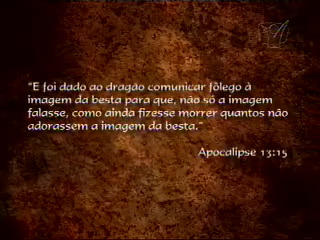 "E foi dado ao dragão comunicar fôlego à
imagem da besta para que, não só a imagem
falasse, como ainda fizesse morrer quantos não
adorassem a imagem da besta."
Apocalipse 13:15